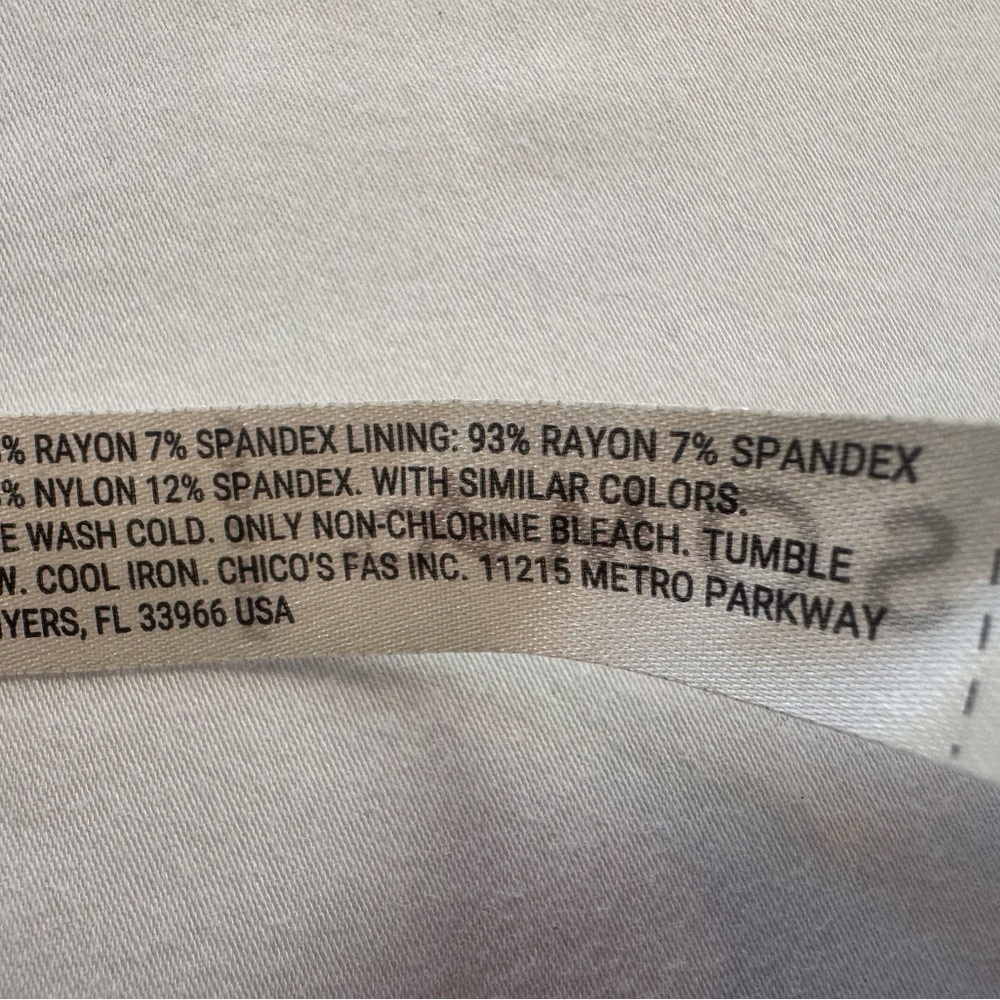 % RAYON 7% SPANDEX LINING: 93% RAYON 7% SPANDEX
% NYLON 12% SPANDEX. WITH SIMILAR COLORS.
E WASH COLD. ONLY NON-CHLORINE BLEACH. TUMBLE
W. COOL IRON. CHICO'S FAS INC. 11215 METRO PARKWAY
YERS, FL 33966 USA